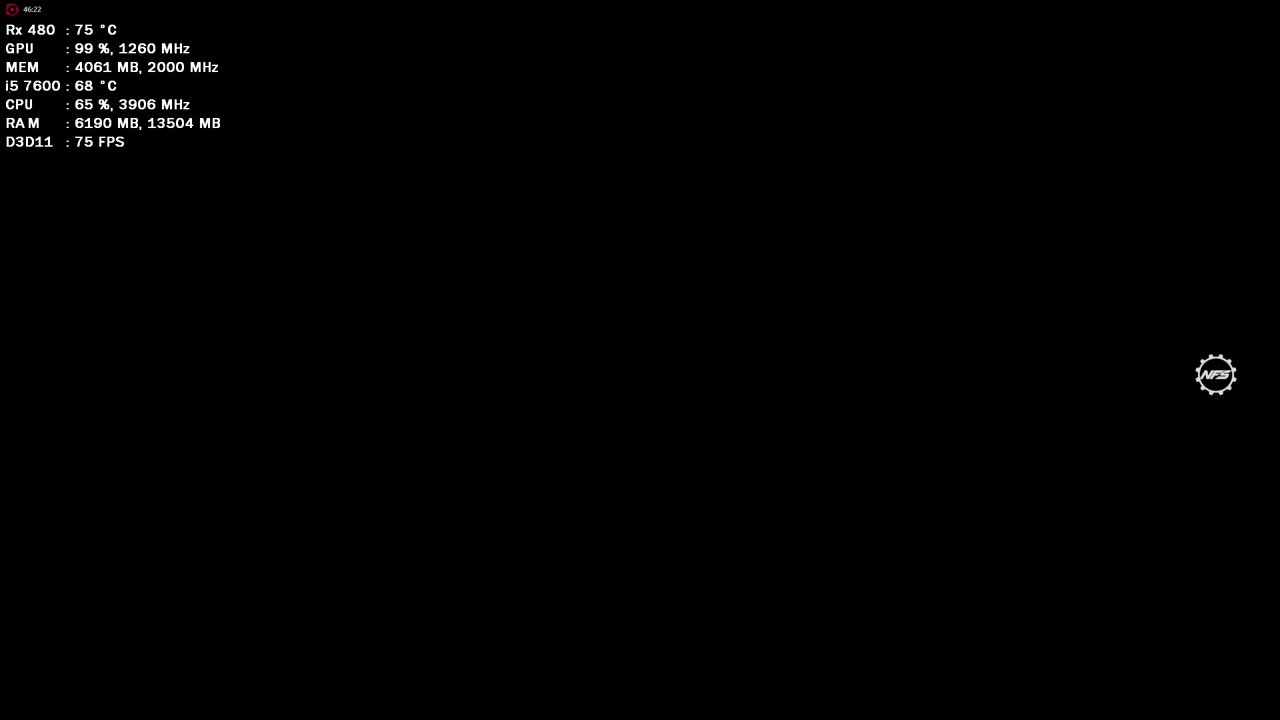 46:22
Rx 480 : 75 °C
GPU : 99 %, 1260 MHz
MEM : 4061 MB, 2000 MHz
i5 7600 : 68 °C
CPU : 65 %, 3906 MHz
RAM : 6190 MB, 13504 MB
D3D11 : 75 FPS
NFS